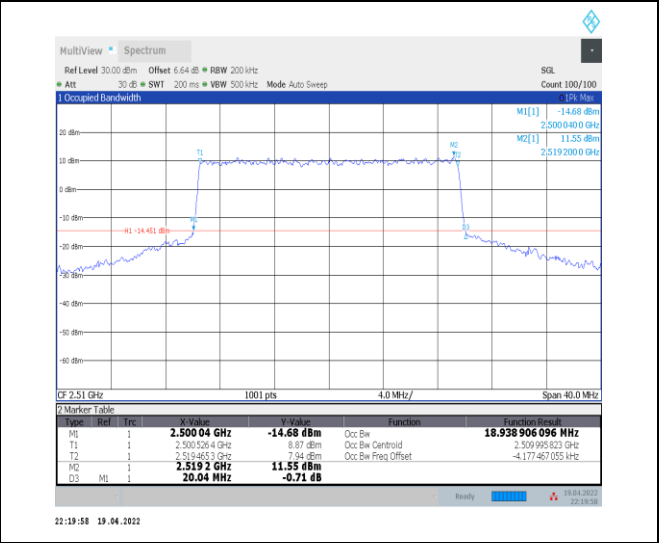 MultiView Spectrum
Ref Level 30.00 dBm Offset 6.64 dB RBW 200 kHz SGL
Att 30 dB SWT 200 ms VBW 500 kHz Mode Auto Sweep Count 100/100
1 Occupied Bandwidth 1Pk Max
M1[1] -14.68 dBm
2.5000400 GHz
M2[1] 11.55 dBm
2.5192000 GHz
20 dBm
M2
T1
T2
10 dBm
0 dBm
-10 dBm
M1
H1 -14.451 dBm
D3
-20 dBm
-30 dBm
-40 dBm
-50 dBm
-60 dBm
CF 2.51 GHz 1001 pts 4.0 MHz/ Span 40.0 MHz
2 Marker Table
Type Ref Trc X-Value Y-Value Function Function Result
M1 1 2.500 04 GHz -14.68 dBm Occ Bw 18.938 906 096 MHz
T1 1 2.500 526 4 GHz 8.87 dBm Occ Bw Centroid 2.509 995 823 GHz
T2 1 2.519 465 3 GHz 7.94 dBm Occ Bw Freq Offset -4.177 467 055 kHz
M2 1 2.519 2 GHz 11.55 dBm
D3 M1 1 20.04 MHz -0.71 dB
Ready 19.04.2022
22:19:58
22:19:58 19.04.2022